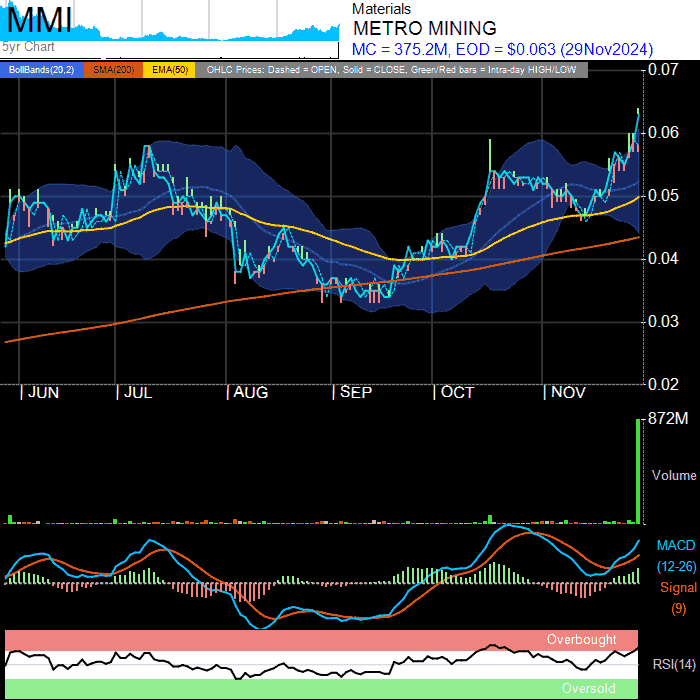 MMI
5yr Chart
Materials
METRO MINING
MC = 375.2M, EOD = $0.063 (29Nov2024)
BollBands(20,2) SMA(200) EMA(50) OHLC Prices: Dashed = OPEN, Solid = CLOSE, Green/Red bars = Intra-day HIGH/LOW
0.07
0.06
0.05
0.04
0.03
0.02
JUN JUL AUG SEP OCT NOV
872M
Volume
MACD
(12-26)
Signal
(9)
Overbought
RSI(14)
Oversold